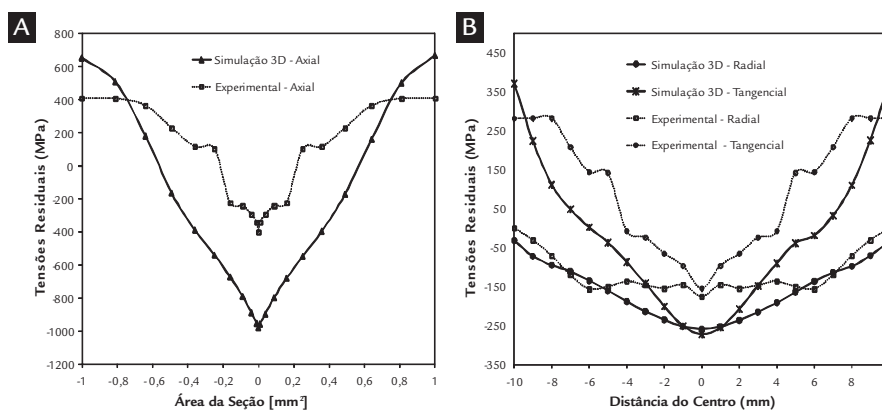 A
800
600
400
200
0
-200
-400
-600
-800
-1000
-1200
Tensões Residuais (MPa)
Simulação 3D - Axial
Experimental - Axial
-1 -0,8 -0,6 -0,4 -0,2 0 0,2 0,4 0,6 0,8 1
Área da Seção [mm²]
B
450
350
250
150
50
-50
-150
-250
-350
Tensões Residuais (MPa)
Simulação 3D - Radial
Simulação 3D - Tangencial
Experimental - Radial
Experimental - Tangencial
-10 -8 -6 -4 -2 0 2 4 6 8
Distância do Centro (mm)